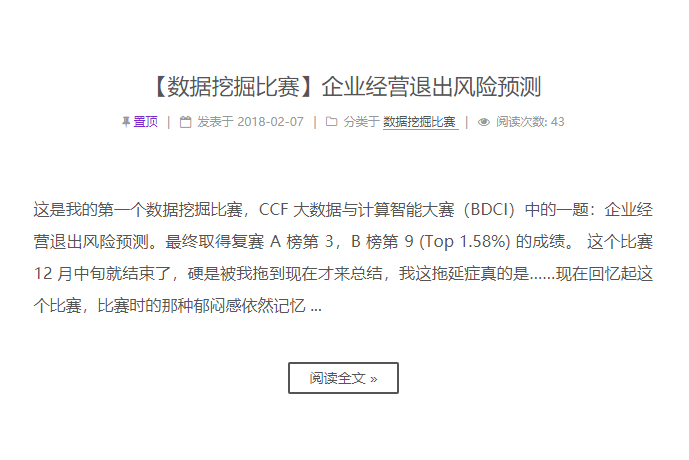 【数据挖掘比赛】企业经营退出风险预测
置顶 | 发表于 2018-02-07 | 分类于 数据挖掘比赛 | 阅读次数: 43
这是我的第一个数据挖掘比赛，CCF 大数据与计算智能大赛（BDCI）中的一题：企业经
营退出风险预测。最终取得复赛 A 榜第 3，B 榜第 9 (Top 1.58%) 的成绩。 这个比赛
12 月中旬就结束了，硬是被我拖到现在才来总结，我这拖延症真的是……现在回忆起这
个比赛，比赛时的那种郁闷感依然记忆 ...
阅读全文 »